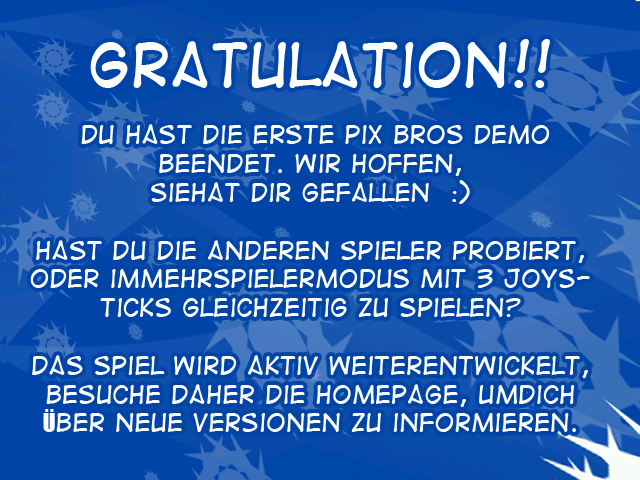 GRATULATION!!
DU HAST DIE ERSTE PIX BROS DEMO
BEENDET. WIR HOFFEN,
SIEHAT DIR GEFALLEN :)
HAST DU DIE ANDEREN SPIELER PROBIERT,
ODER IMMEHRSPIELERMODUS MIT 3 JOYS-
TICKS GLEICHZEITIG ZU SPIELEN?
DAS SPIEL WIRD AKTIV WEITERENTWICKELT,
BESUCHE DAHER DIE HOMEPAGE, UMDICH
ÜBER NEUE VERSIONEN ZU INFORMIEREN.